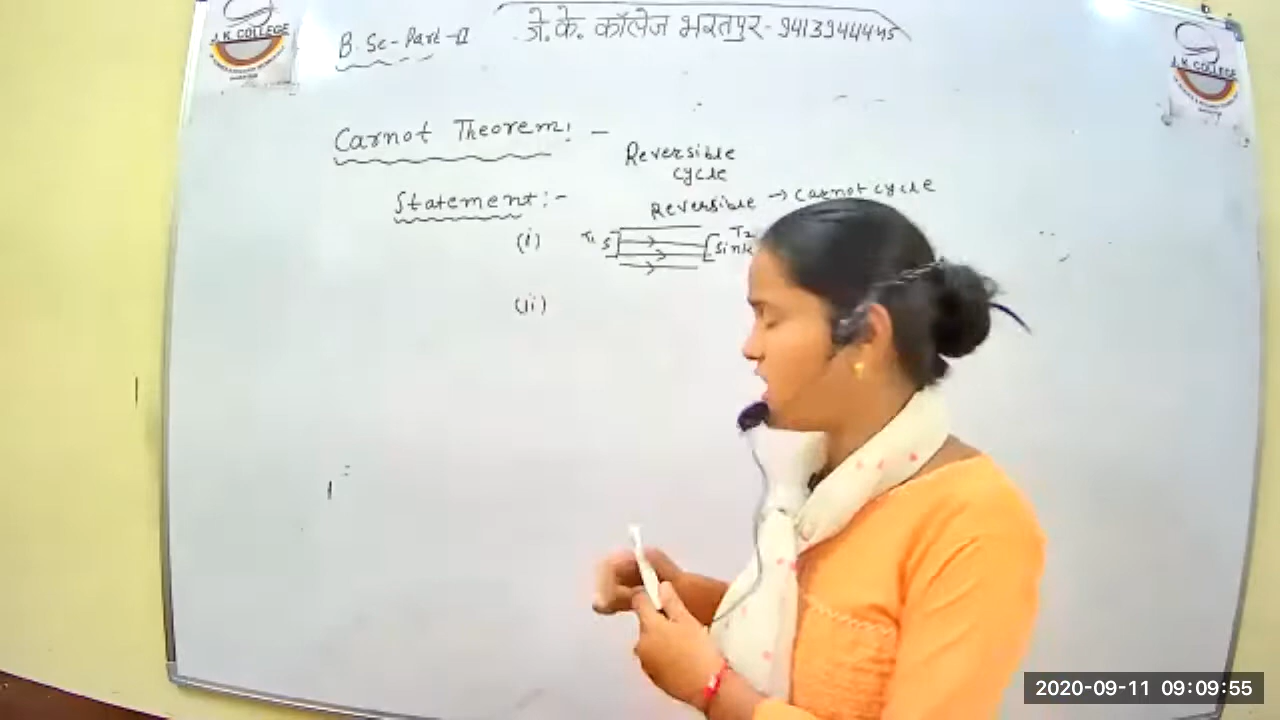 J.K COLLEGE
B.Sc-Part-II
जे.के. कॉलेज भरतपुर-9413944445
J.K COLLEGE
Carnot Theorem:-
Reversible
cycle
Statement:-
Reversible → Carnot cycle
(i)
T1 S
T2
Sink
(ii)
2020-09-11 09:09:55